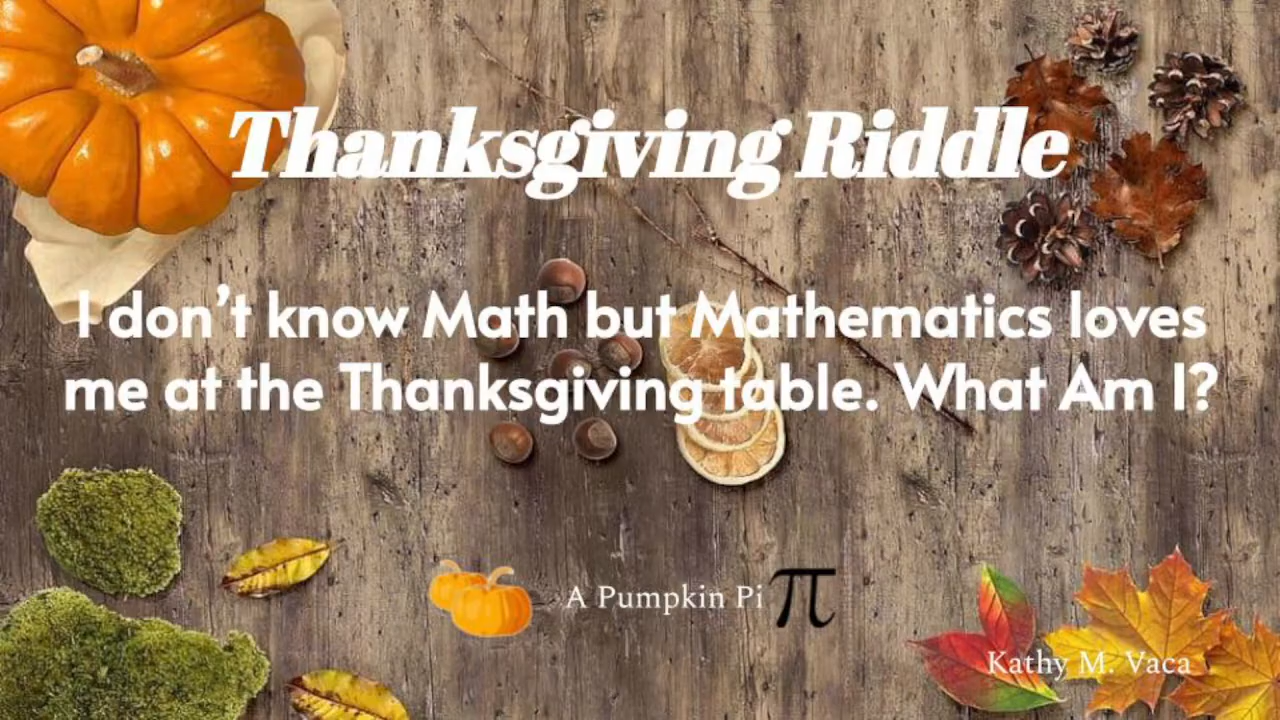 Thanksgiving Riddle
I don't know Math but Mathematics loves
me at the Thanksgiving table. What Am I?
A Pumpkin Pi π
Kathy M. Vaca